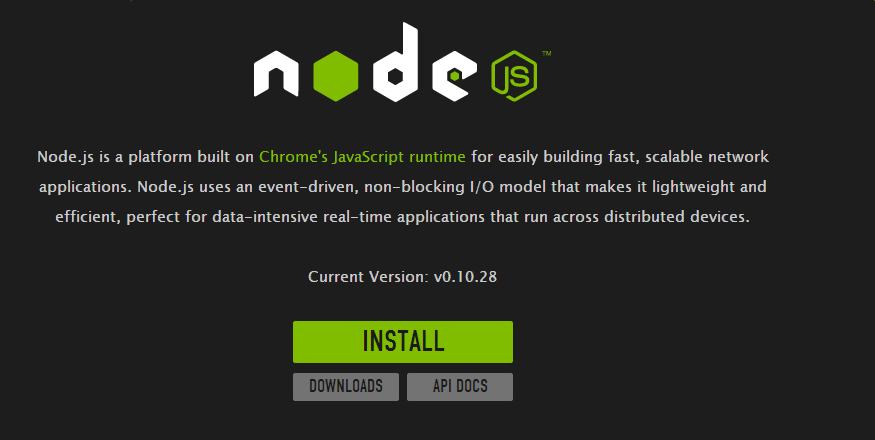 node JS™
Node.js is a platform built on Chrome's JavaScript runtime for easily building fast, scalable network
applications. Node.js uses an event-driven, non-blocking I/O model that makes it lightweight and
efficient, perfect for data-intensive real-time applications that run across distributed devices.
Current Version: v0.10.28
INSTALL
DOWNLOADS API DOCS